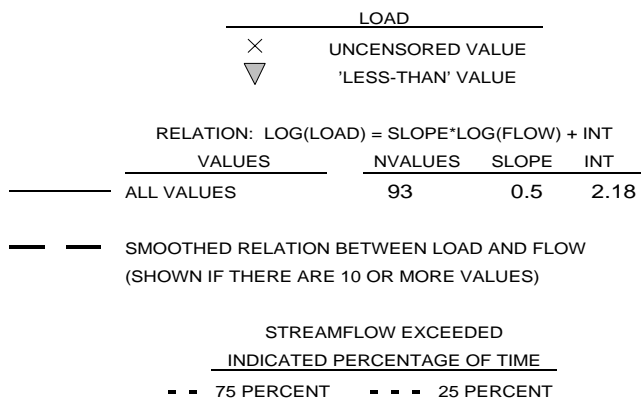 LOAD
UNCENSORED VALUE
'LESS-THAN' VALUE
RELATION: LOG(LOAD) = SLOPE*LOG(FLOW) + INT
VALUES NVALUES SLOPE INT
ALL VALUES 93 0.5 2.18
SMOOTHED RELATION BETWEEN LOAD AND FLOW
(SHOWN IF THERE ARE 10 OR MORE VALUES)
STREAMFLOW EXCEEDED
INDICATED PERCENTAGE OF TIME
75 PERCENT 25 PERCENT